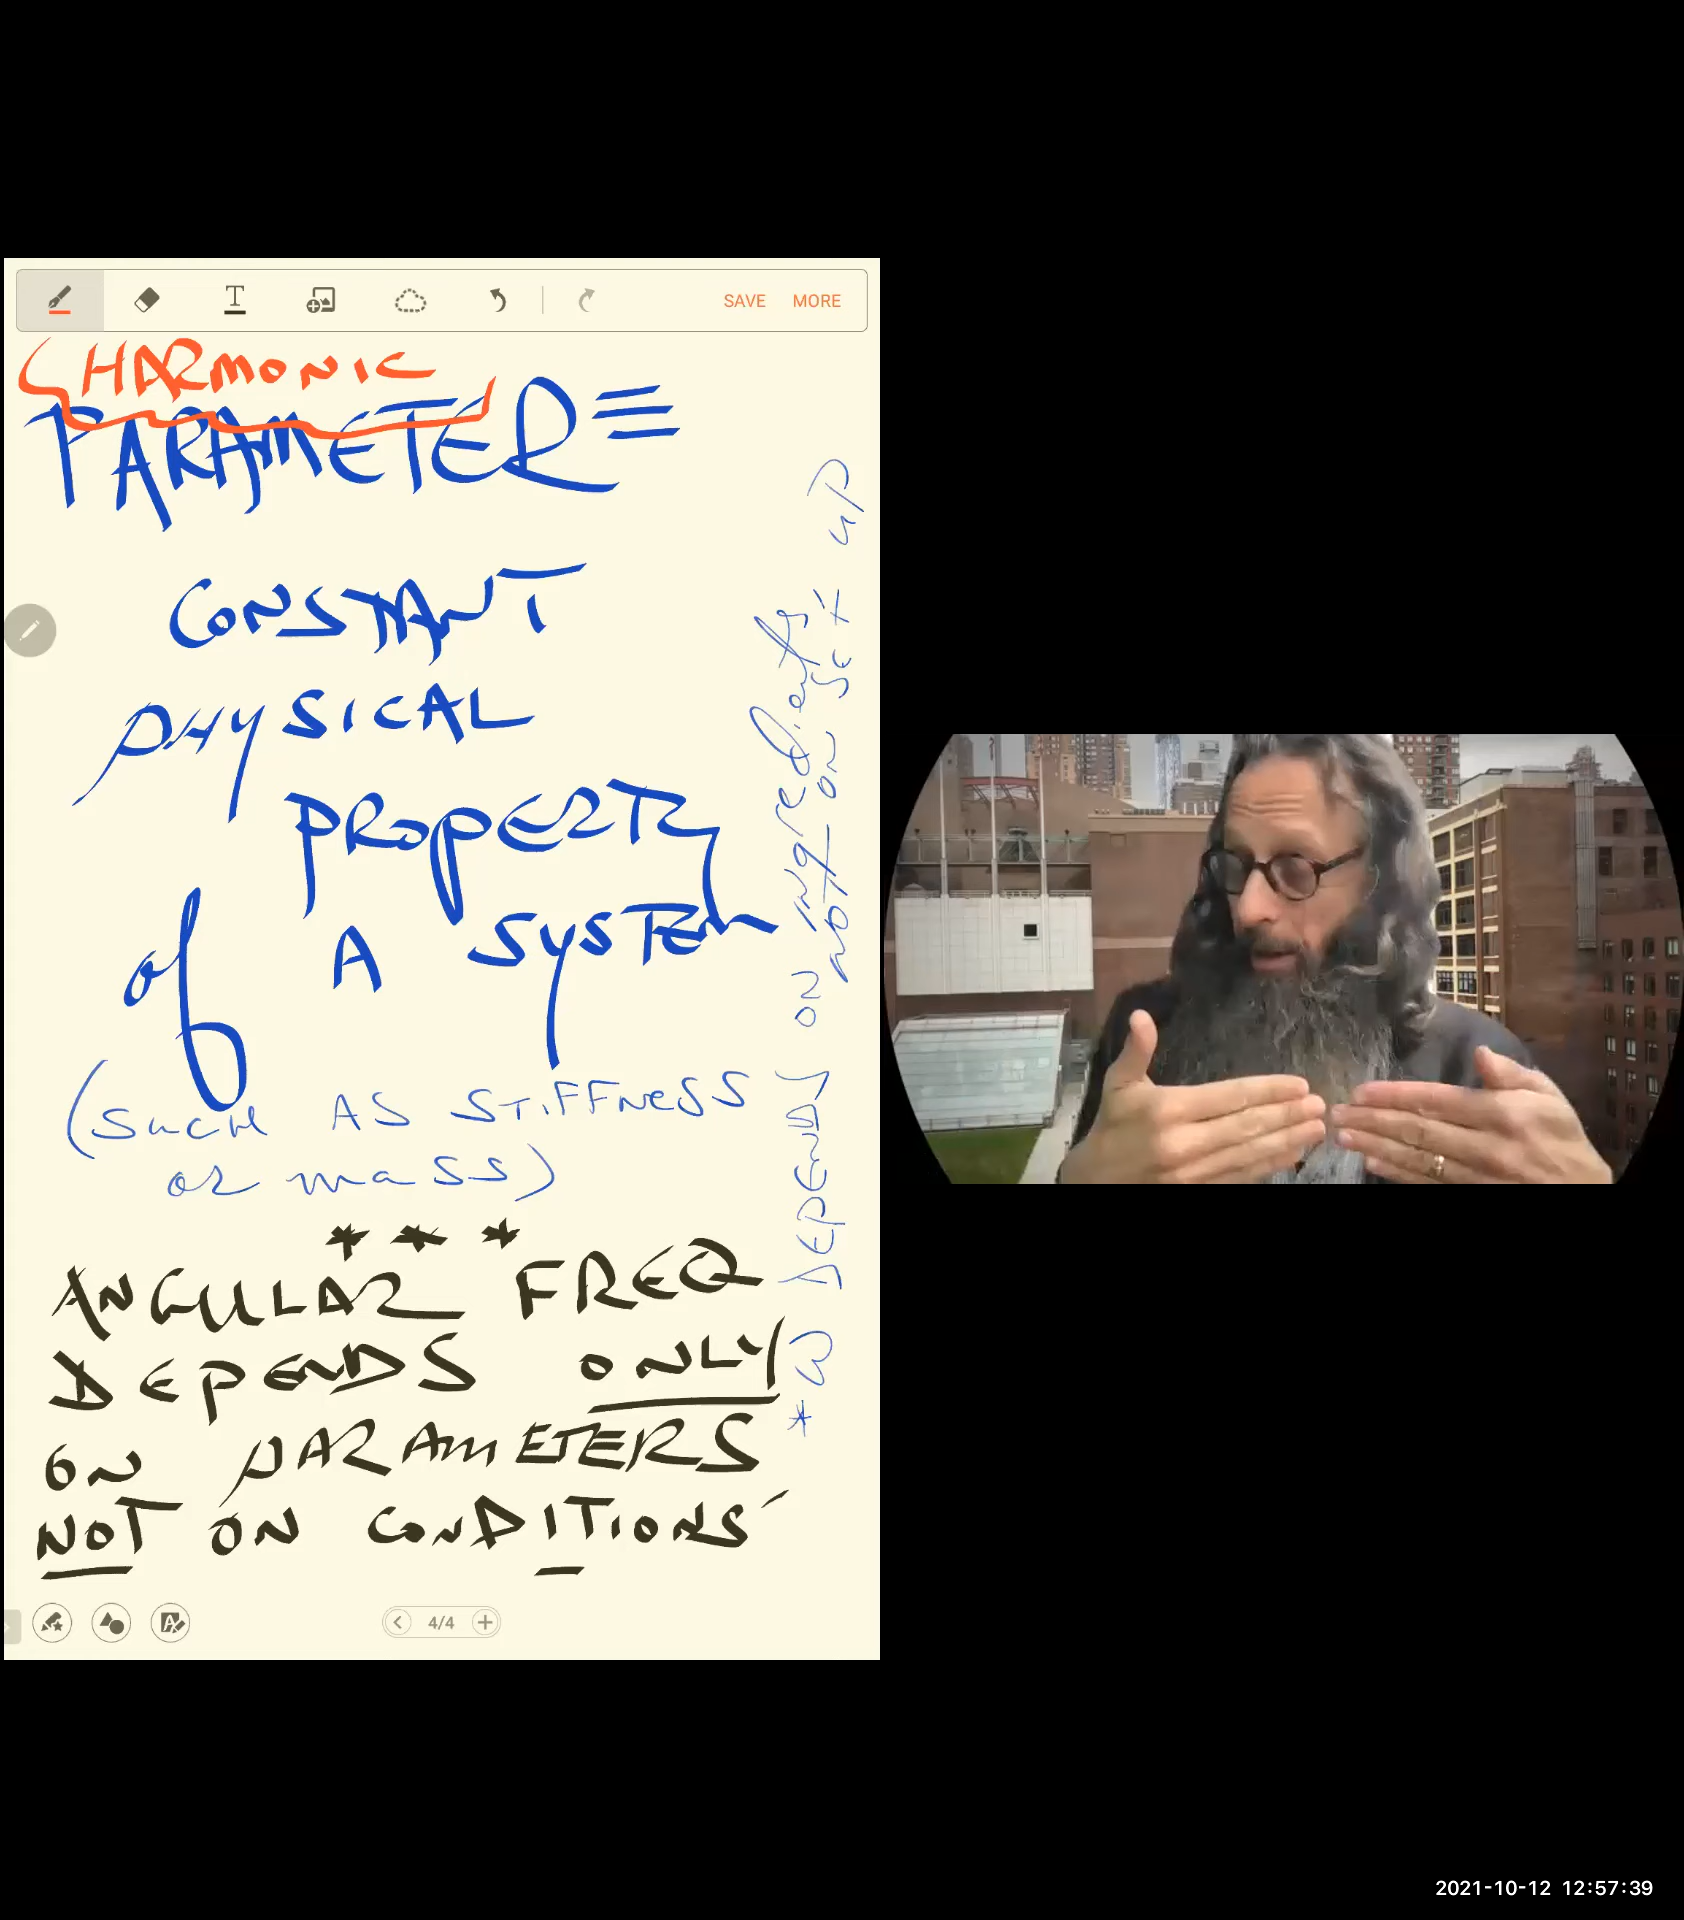 SAVE MORE
HARMONIC
PARAMETER ≡
CONSTANT
PHYSICAL
PROPERTY
of A SYSTEM
(SUCH AS STIFFNESS
OR MASS)
* * *
ANGULAR FREQ
DEPENDS ONLY
ON PARAMETERS
NOT ON CONDITIONS
* ω DEPENDS ON INGREDIENTS
NOT ON SET UP
4/4
2021-10-12 12:57:39